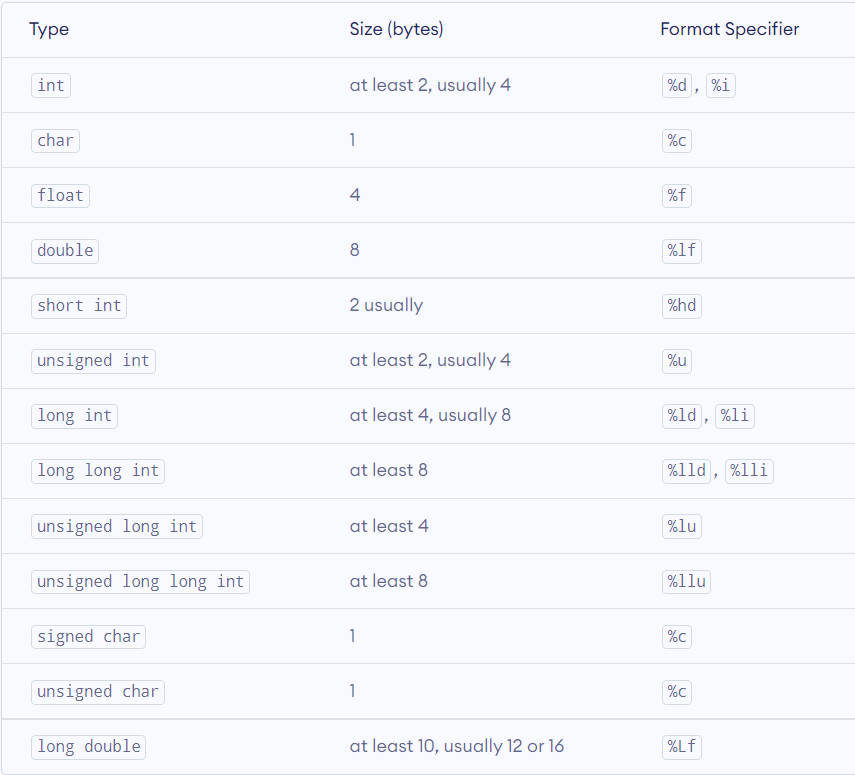 Type Size (bytes) Format Specifier
int at least 2, usually 4 %d, %i
char 1 %c
float 4 %f
double 8 %lf
short int 2 usually %hd
unsigned int at least 2, usually 4 %u
long int at least 4, usually 8 %ld, %li
long long int at least 8 %lld, %lli
unsigned long int at least 4 %lu
unsigned long long int at least 8 %llu
signed char 1 %c
unsigned char 1 %c
long double at least 10, usually 12 or 16 %Lf